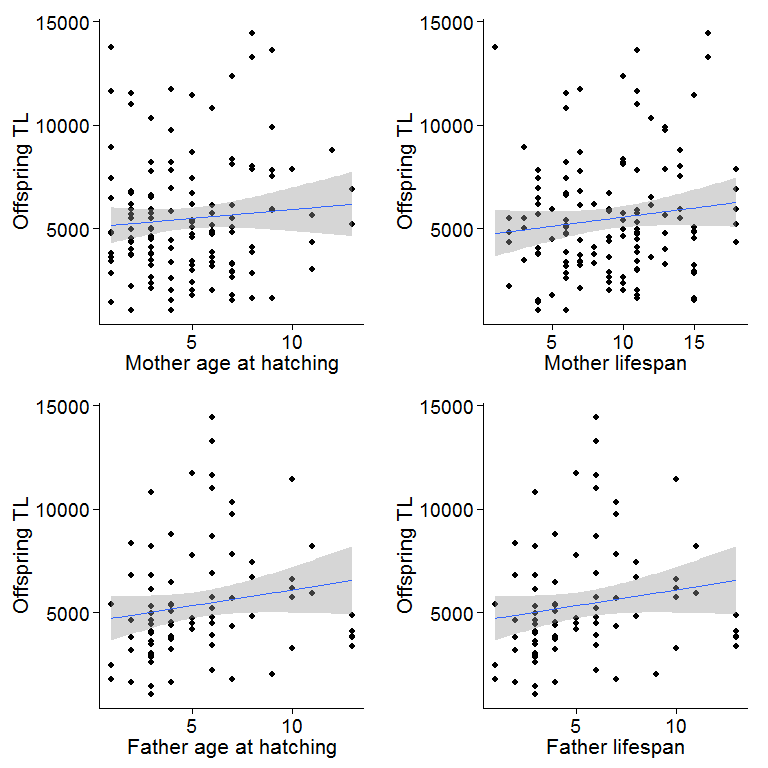 15000
10000
5000
Offspring TL
5 10
Mother age at hatching
15000
10000
5000
Offspring TL
5 10 15
Mother lifespan
15000
10000
5000
Offspring TL
5 10
Father age at hatching
15000
10000
5000
Offspring TL
5 10
Father lifespan